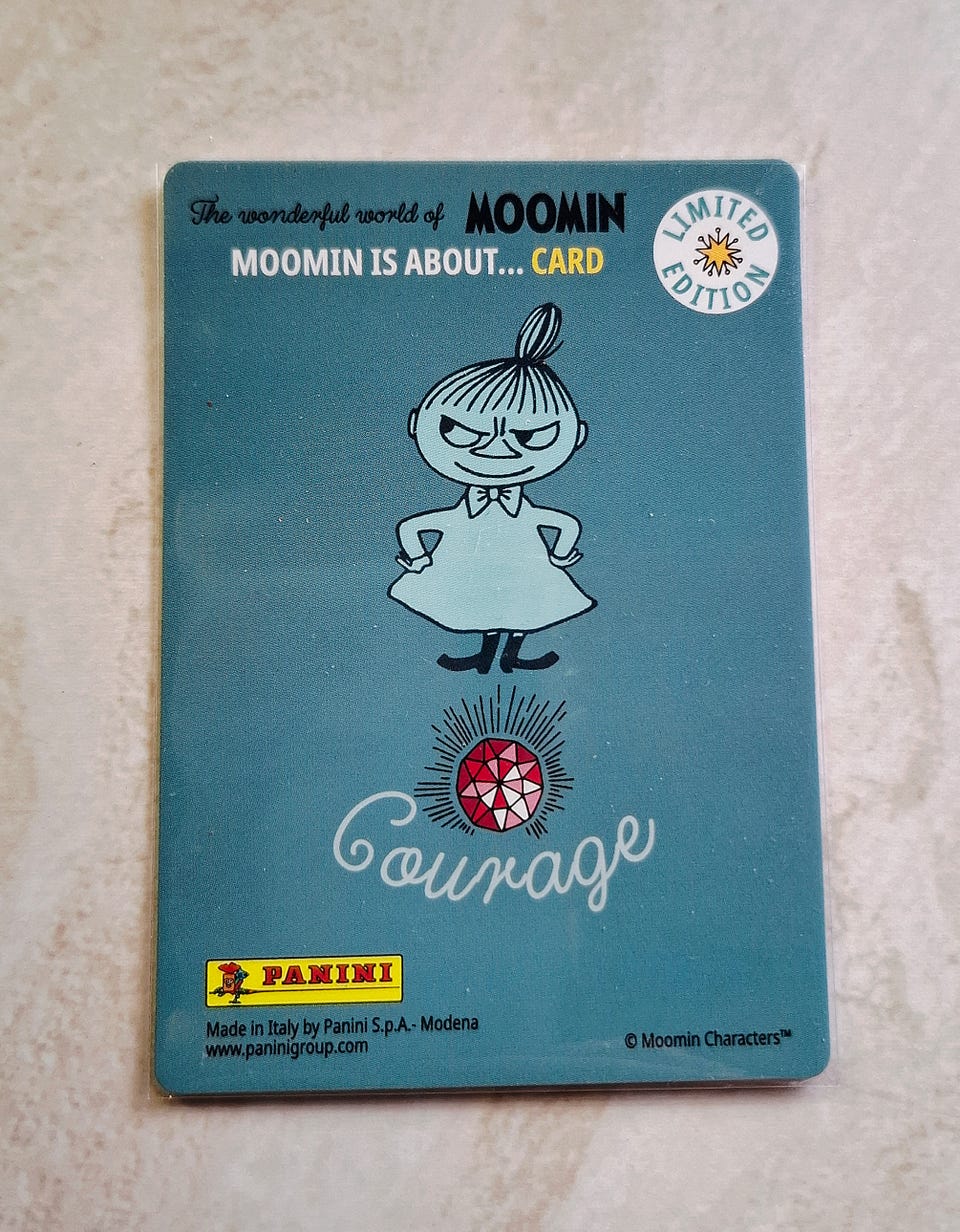 The wonderful world of MOOMIN
MOOMIN IS ABOUT... CARD
LIMITED
EDITION
Courage
PANINI
Made in Italy by Panini S.p.A.- Modena
www.paninigroup.com
© Moomin Characters™